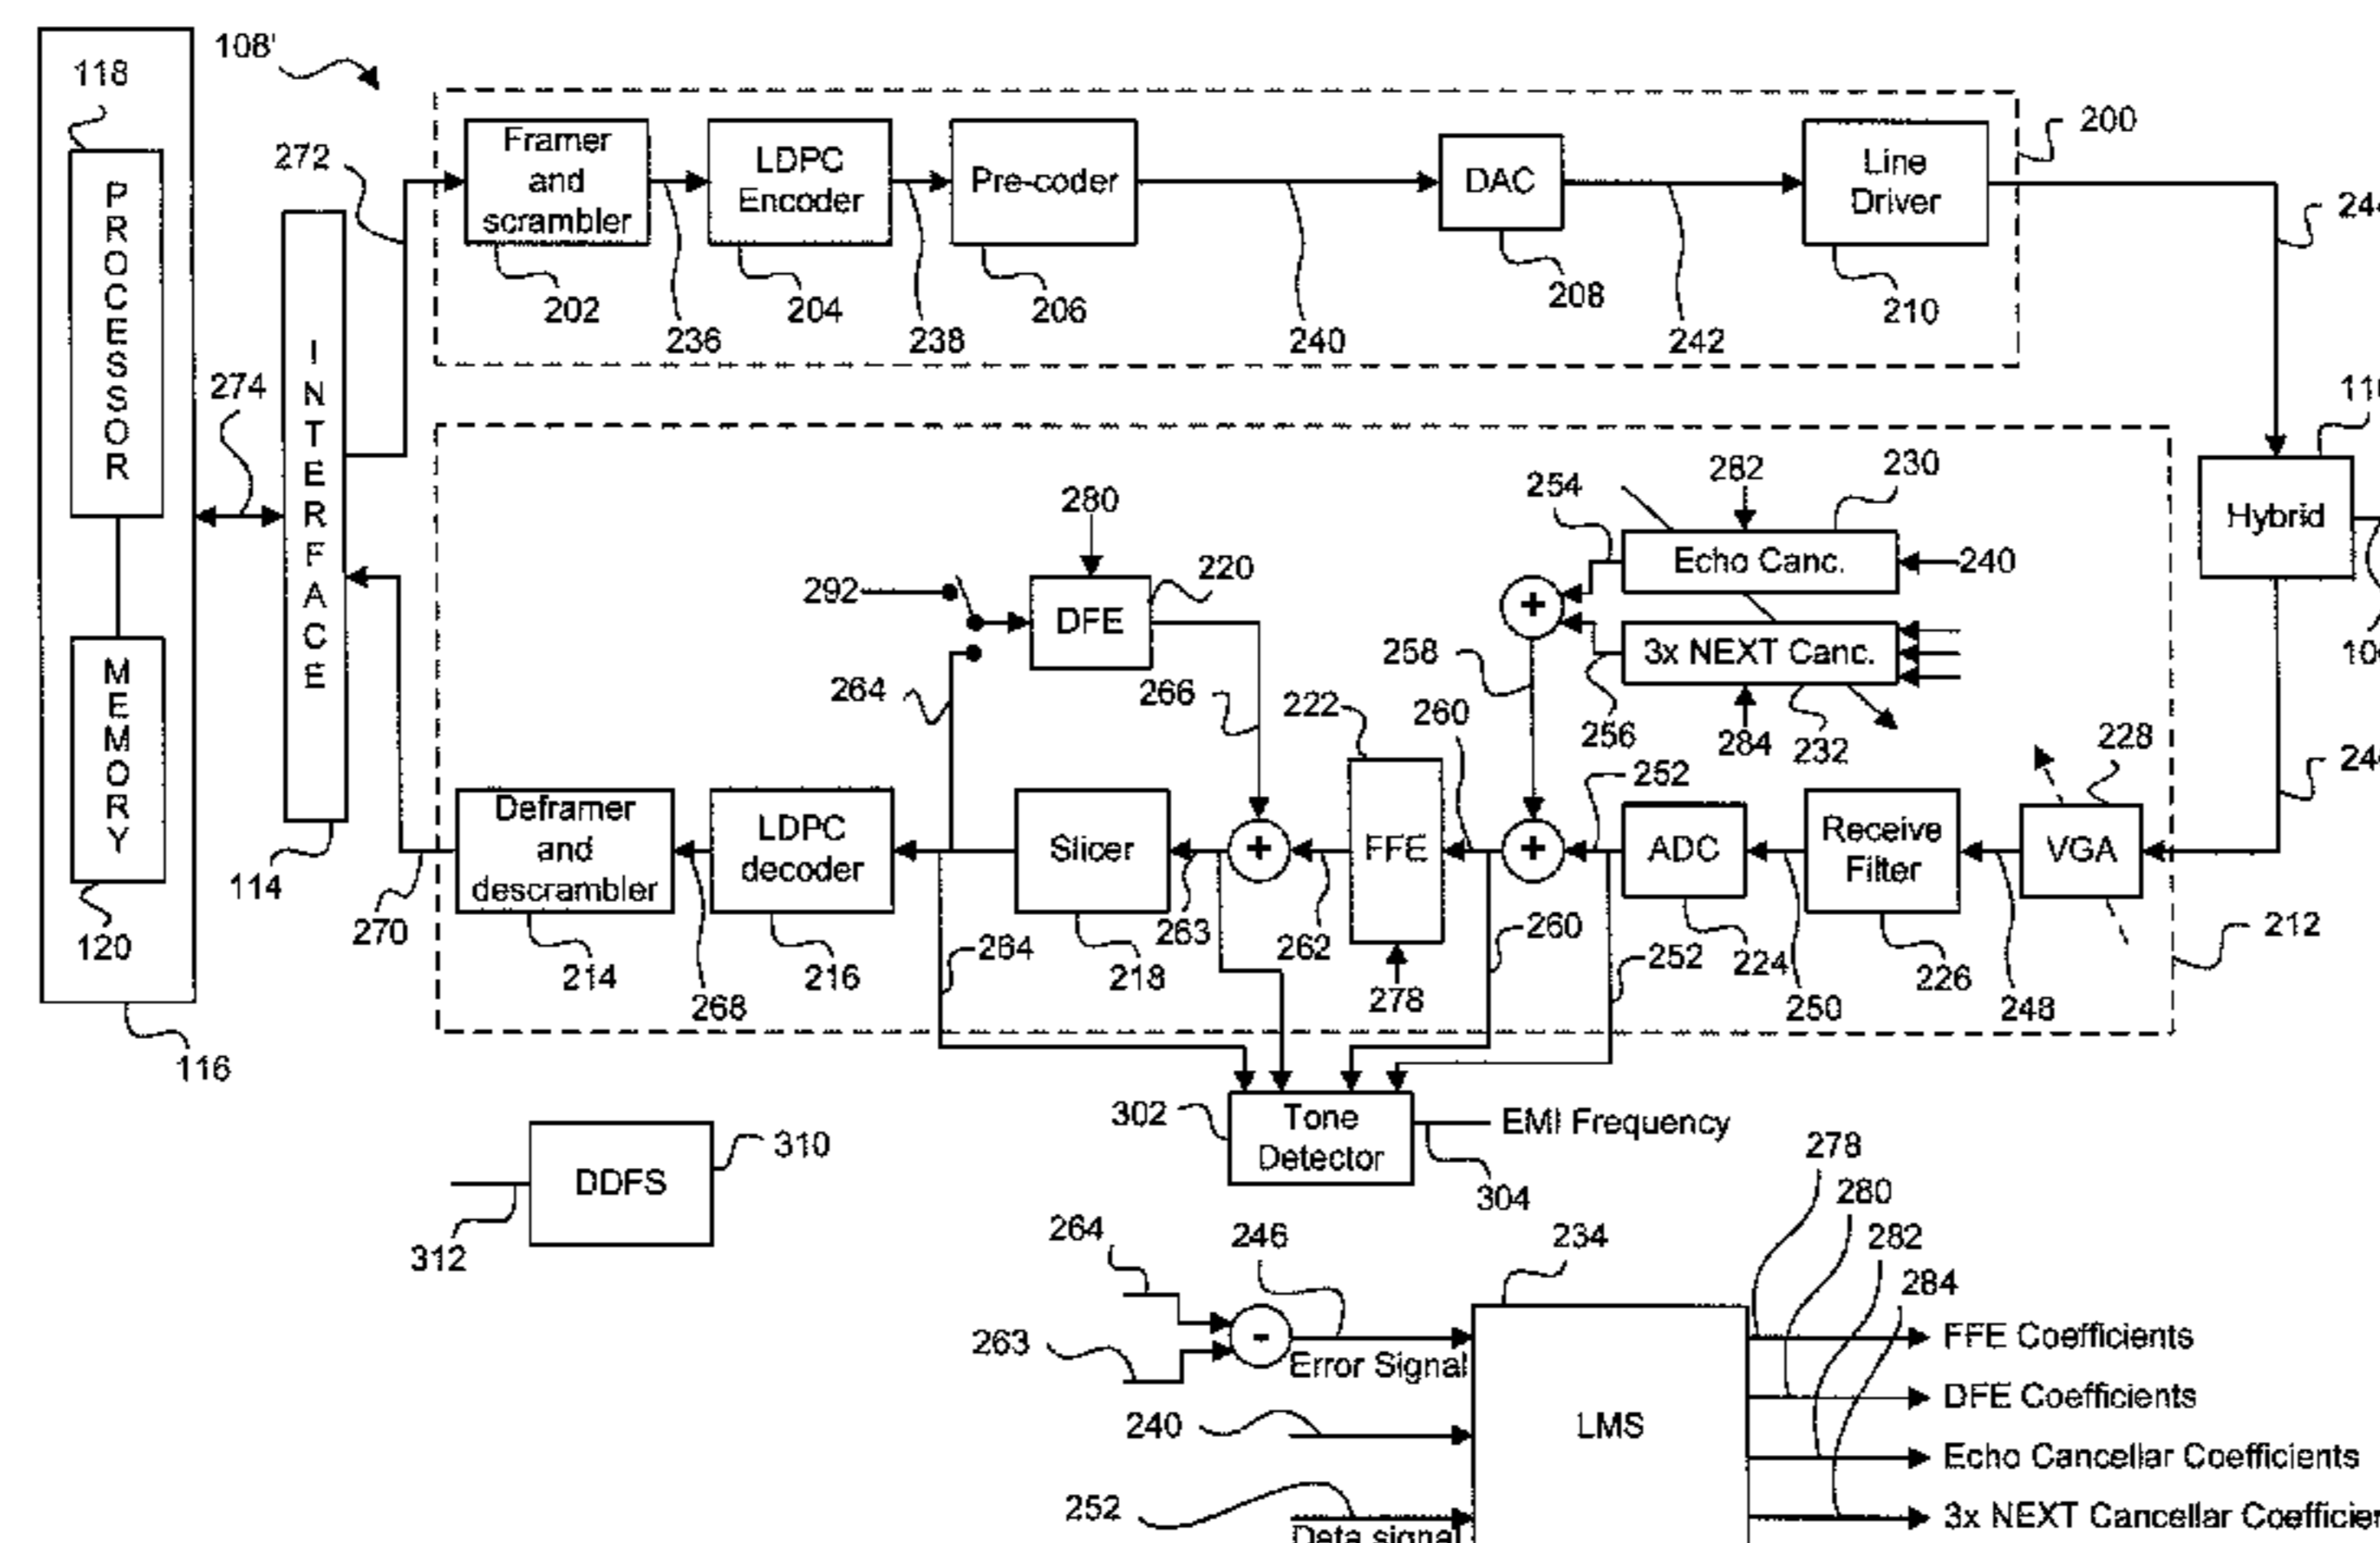 108'
118
PROCESSOR
MEMORY
120
116
274
INTERFACE
114
272
270
Framer
and
scrambler
202
236
LDPC
Encoder
204
238
Pre-coder
206
240
DAC
208
242
Line
Driver
210
200
Hybrid
292
280
DFE
220
264
266
254
282
230
Echo Canc.
240
258
3x NEXT Canc.
256
284
232
222
260
252
228
Deframer
and
descrambler
214
268
LDPC
decoder
216
264
Slicer
218
263
262
FFE
278
260
252
ADC
224
250
Receive
Filter
226
248
VGA
212
302
Tone
Detector
EMI Frequency
304
DDFS
310
312
264
246
234
263
Error Signal
240
252
Data signal
LMS
278
280
282
284
FFE Coefficients
DFE Coefficients
Echo Cancellar Coefficients
3x NEXT Cancellar